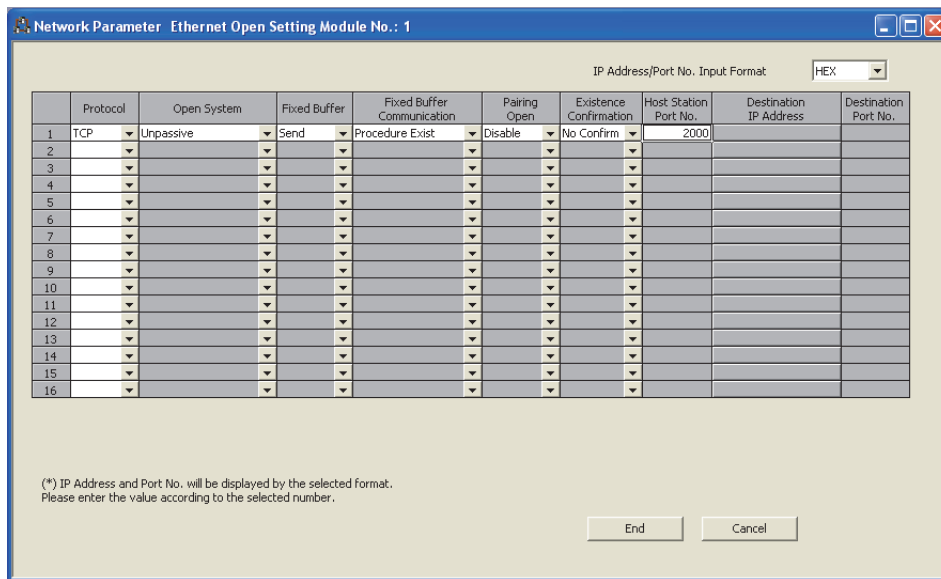 Network Parameter Ethernet Open Setting Module No.: 1
IP Address/Port No. Input Format HEX
Protocol Open System Fixed Buffer Fixed Buffer Communication Pairing Open Existence Confirmation Host Station Port No. Destination IP Address Destination Port No.
1 TCP Unpassive Send Procedure Exist Disable No Confirm 2000
2
3
4
5
6
7
8
9
10
11
12
13
14
15
16
(*) IP Address and Port No. will be displayed by the selected format.
Please enter the value according to the selected number.
End Cancel